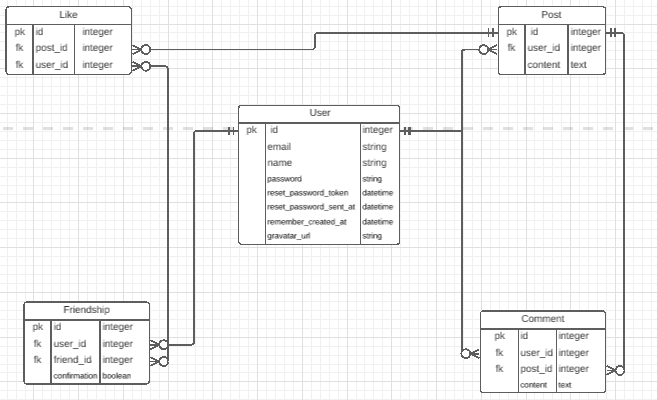 Like
pk id integer
fk post_id integer
fk user_id integer
Post
pk id integer
fk user_id integer
content text
User
pk id integer
email string
name string
password string
reset_password_token datetime
reset_password_sent_at datetime
remember_created_at datetime
gravatar_url string
Friendship
pk id integer
fk user_id integer
fk friend_id integer
confirmation boolean
Comment
pk id integer
fk user_id integer
fk post_id integer
content text